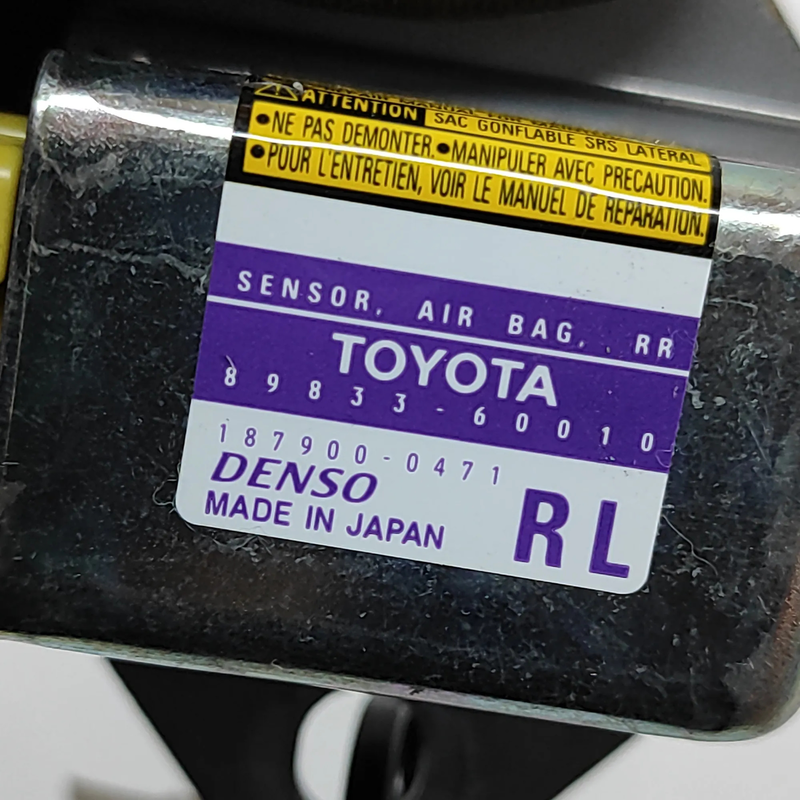 ATTENTION SAC GONFLABLE SRS LATERAL
•NE PAS DEMONTER. •MANIPULER AVEC PRECAUTION.
•POUR L'ENTRETIEN, VOIR LE MANUEL DE REPARATION.
SENSOR, AIR BAG, RR
TOYOTA
89833-60010
187900-0471
DENSO
MADE IN JAPAN
RL